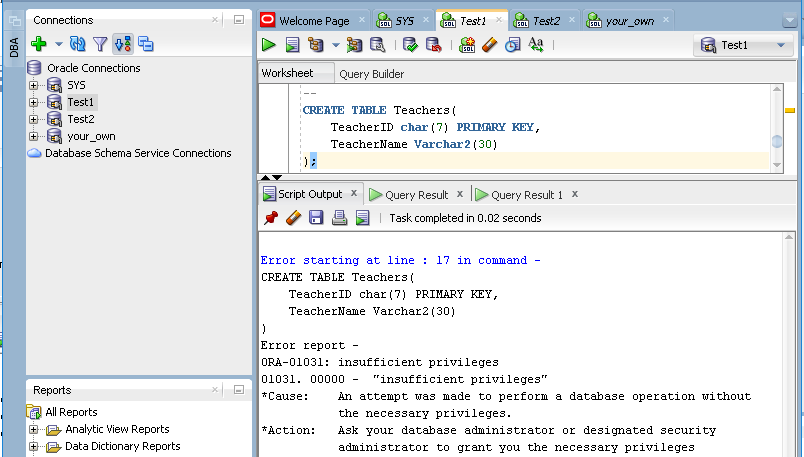 Connections
Welcome Page
SYS
Test1
Test2
your_own
DBA
Test1
Oracle Connections
SYS
Test1
Test2
your_own
Database Schema Service Connections
Worksheet Query Builder
--
CREATE TABLE Teachers(
TeacherID char(7) PRIMARY KEY,
TeacherName Varchar2(30)
);
Script Output
Query Result
Query Result 1
Task completed in 0.02 seconds
Error starting at line : 17 in command -
CREATE TABLE Teachers(
TeacherID char(7) PRIMARY KEY,
TeacherName Varchar2(30)
)
Error report -
ORA-01031: insufficient privileges
01031. 00000 - "insufficient privileges"
*Cause: An attempt was made to perform a database operation without
the necessary privileges.
*Action: Ask your database administrator or designated security
administrator to grant you the necessary privileges
Reports
All Reports
Analytic View Reports
Data Dictionary Reports